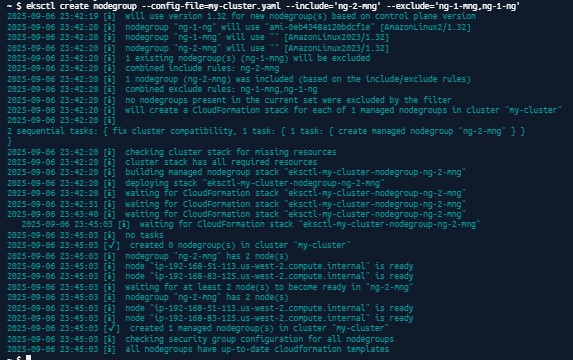 ~ $ eksctl create nodegroup --config-file=my-cluster.yaml --include='ng-2-mng' --exclude='ng-1-mng,ng-1-ng'
2025-09-06 23:42:19 [ℹ]  will use version 1.32 for new nodegroup(s) based on control plane version
2025-09-06 23:42:20 [ℹ]  nodegroup "ng-1-ng" will use "ami-0eb4348a120bdcf1e" [AmazonLinux2/1.32]
2025-09-06 23:42:20 [ℹ]  nodegroup "ng-1-mng" will use "" [AmazonLinux2023/1.32]
2025-09-06 23:42:20 [ℹ]  nodegroup "ng-2-mng" will use "" [AmazonLinux2023/1.32]
2025-09-06 23:42:20 [ℹ]  1 existing nodegroup(s) (ng-1-mng) will be excluded
2025-09-06 23:42:20 [ℹ]  combined include rules: ng-2-mng
2025-09-06 23:42:20 [ℹ]  1 nodegroup (ng-2-mng) was included (based on the include/exclude rules)
2025-09-06 23:42:20 [ℹ]  combined exclude rules: ng-1-mng,ng-1-ng
2025-09-06 23:42:20 [ℹ]  no nodegroups present in the current set were excluded by the filter
2025-09-06 23:42:20 [ℹ]  will create a CloudFormation stack for each of 1 managed nodegroups in cluster "my-cluster"
2025-09-06 23:42:20 [ℹ]
2 sequential tasks: { fix cluster compatibility, 1 task: { 1 task: { create managed nodegroup "ng-2-mng" } }
}
2025-09-06 23:42:20 [ℹ]  checking cluster stack for missing resources
2025-09-06 23:42:20 [ℹ]  cluster stack has all required resources
2025-09-06 23:42:20 [ℹ]  building managed nodegroup stack "eksctl-my-cluster-nodegroup-ng-2-mng"
2025-09-06 23:42:20 [ℹ]  deploying stack "eksctl-my-cluster-nodegroup-ng-2-mng"
2025-09-06 23:42:20 [ℹ]  waiting for CloudFormation stack "eksctl-my-cluster-nodegroup-ng-2-mng"
2025-09-06 23:42:51 [ℹ]  waiting for CloudFormation stack "eksctl-my-cluster-nodegroup-ng-2-mng"
2025-09-06 23:43:40 [ℹ]  waiting for CloudFormation stack "eksctl-my-cluster-nodegroup-ng-2-mng"
2025-09-06 23:45:03 [ℹ]  waiting for CloudFormation stack "eksctl-my-cluster-nodegroup-ng-2-mng"
2025-09-06 23:45:03 [ℹ]  no tasks
2025-09-06 23:45:03 [✔]  created 0 nodegroup(s) in cluster "my-cluster"
2025-09-06 23:45:03 [ℹ]  nodegroup "ng-2-mng" has 2 node(s)
2025-09-06 23:45:03 [ℹ]  node "ip-192-168-51-113.us-west-2.compute.internal" is ready
2025-09-06 23:45:03 [ℹ]  node "ip-192-168-83-125.us-west-2.compute.internal" is ready
2025-09-06 23:45:03 [ℹ]  waiting for at least 2 node(s) to become ready in "ng-2-mng"
2025-09-06 23:45:03 [ℹ]  nodegroup "ng-2-mng" has 2 node(s)
2025-09-06 23:45:03 [ℹ]  node "ip-192-168-51-113.us-west-2.compute.internal" is ready
2025-09-06 23:45:03 [ℹ]  node "ip-192-168-83-125.us-west-2.compute.internal" is ready
2025-09-06 23:45:03 [✔]  created 1 managed nodegroup(s) in cluster "my-cluster"
2025-09-06 23:45:03 [ℹ]  checking security group configuration for all nodegroups
2025-09-06 23:45:03 [ℹ]  all nodegroups have up-to-date cloudformation templates
~ $